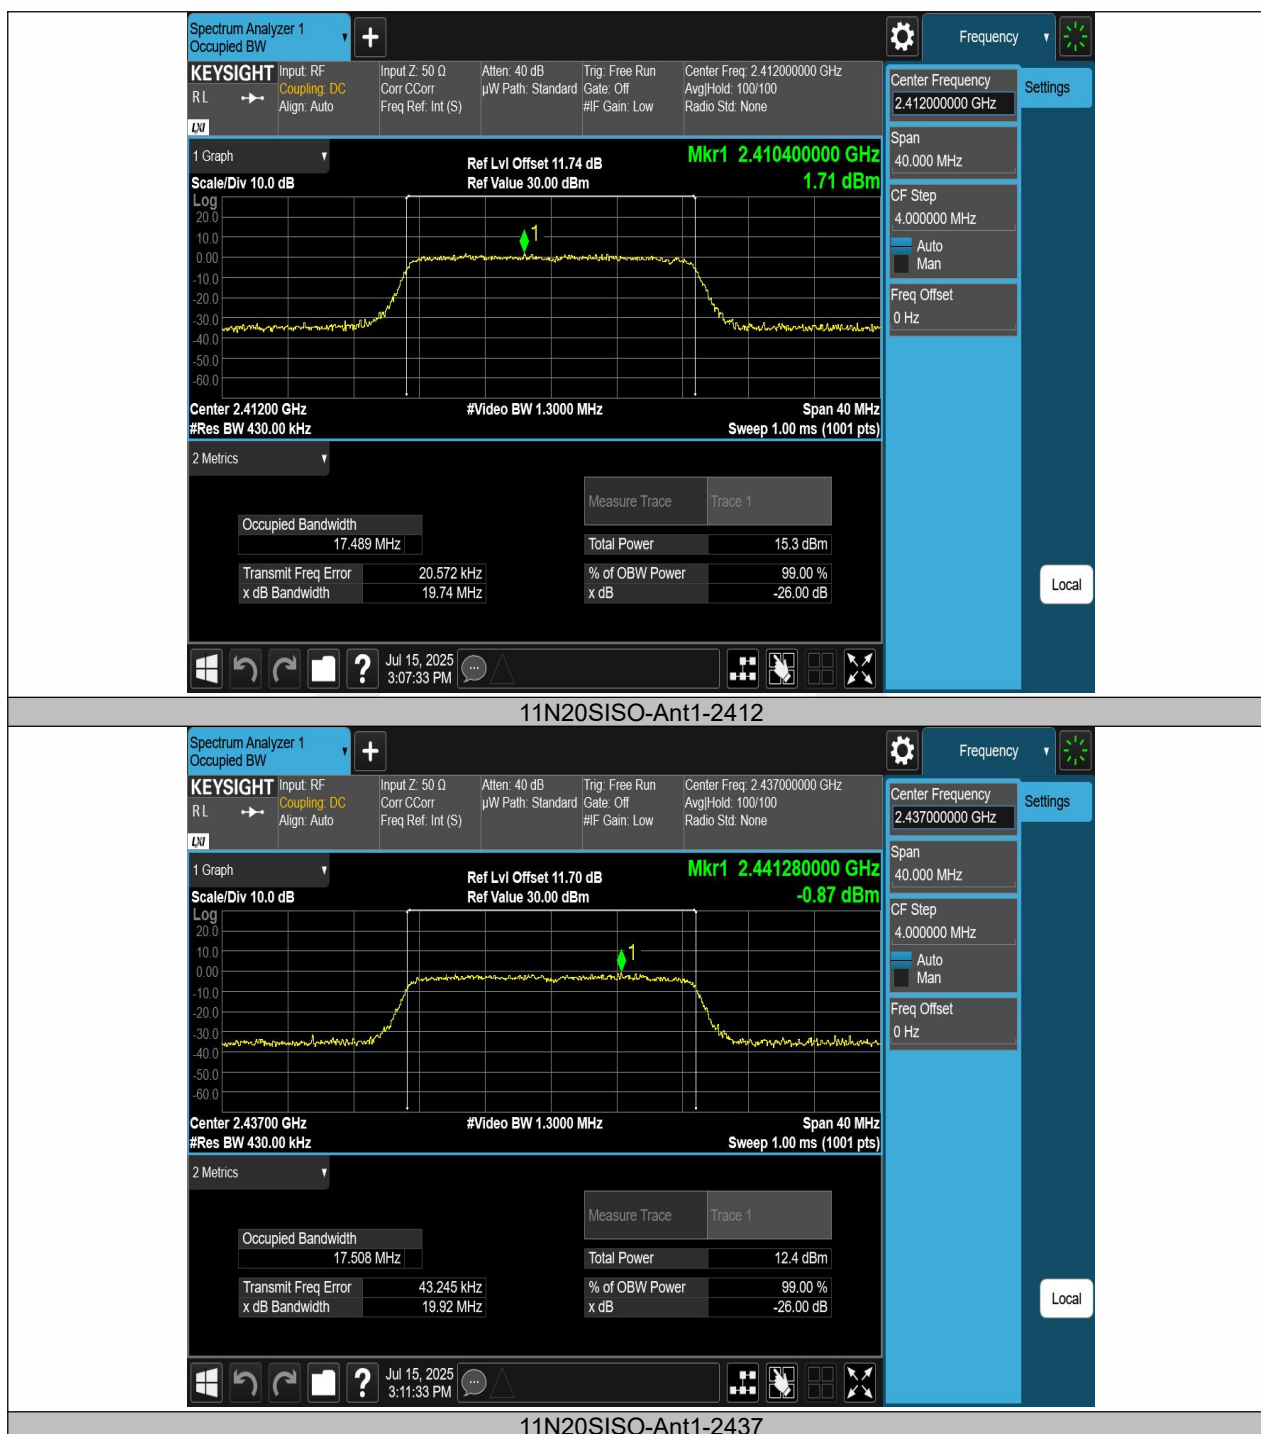 Spectrum Analyzer 1
Occupied BW
+
Frequency
KEYSIGHT
R L
LXI
Input: RF
Coupling: DC
Align: Auto
Input Z: 50 Ω
Corr CCorr
Freq Ref: Int (S)
Atten: 40 dB
µW Path: Standard
Trig: Free Run
Gate: Off
#IF Gain: Low
Center Freq: 2.412000000 GHz
Avg|Hold: 100/100
Radio Std: None
Center Frequency
2.412000000 GHz
Settings
Span
40.000 MHz
CF Step
4.000000 MHz
Auto
Man
Freq Offset
0 Hz
Local
1 Graph
Scale/Div 10.0 dB
Ref Lvl Offset 11.74 dB
Ref Value 30.00 dBm
Mkr1 2.410400000 GHz
1.71 dBm
Log
20.0
10.0
0.00
-10.0
-20.0
-30.0
-40.0
-50.0
-60.0
1
Center 2.41200 GHz
#Video BW 1.3000 MHz
Span 40 MHz
#Res BW 430.00 kHz
Sweep 1.00 ms (1001 pts)
2 Metrics
Measure Trace Trace 1
Occupied Bandwidth
17.489 MHz
Total Power 15.3 dBm
Transmit Freq Error 20.572 kHz
% of OBW Power 99.00 %
x dB Bandwidth 19.74 MHz
x dB -26.00 dB
?
Jul 15, 2025
3:07:33 PM
11N20SISO-Ant1-2412
Spectrum Analyzer 1
Occupied BW
+
Frequency
KEYSIGHT
R L
LXI
Input: RF
Coupling: DC
Align: Auto
Input Z: 50 Ω
Corr CCorr
Freq Ref: Int (S)
Atten: 40 dB
µW Path: Standard
Trig: Free Run
Gate: Off
#IF Gain: Low
Center Freq: 2.437000000 GHz
Avg|Hold: 100/100
Radio Std: None
Center Frequency
2.437000000 GHz
Settings
Span
40.000 MHz
CF Step
4.000000 MHz
Auto
Man
Freq Offset
0 Hz
Local
1 Graph
Scale/Div 10.0 dB
Ref Lvl Offset 11.70 dB
Ref Value 30.00 dBm
Mkr1 2.441280000 GHz
-0.87 dBm
Log
20.0
10.0
0.00
-10.0
-20.0
-30.0
-40.0
-50.0
-60.0
1
Center 2.43700 GHz
#Video BW 1.3000 MHz
Span 40 MHz
#Res BW 430.00 kHz
Sweep 1.00 ms (1001 pts)
2 Metrics
Measure Trace Trace 1
Occupied Bandwidth
17.508 MHz
Total Power 12.4 dBm
Transmit Freq Error 43.245 kHz
% of OBW Power 99.00 %
x dB Bandwidth 19.92 MHz
x dB -26.00 dB
?
Jul 15, 2025
3:11:33 PM
11N20SISO-Ant1-2437